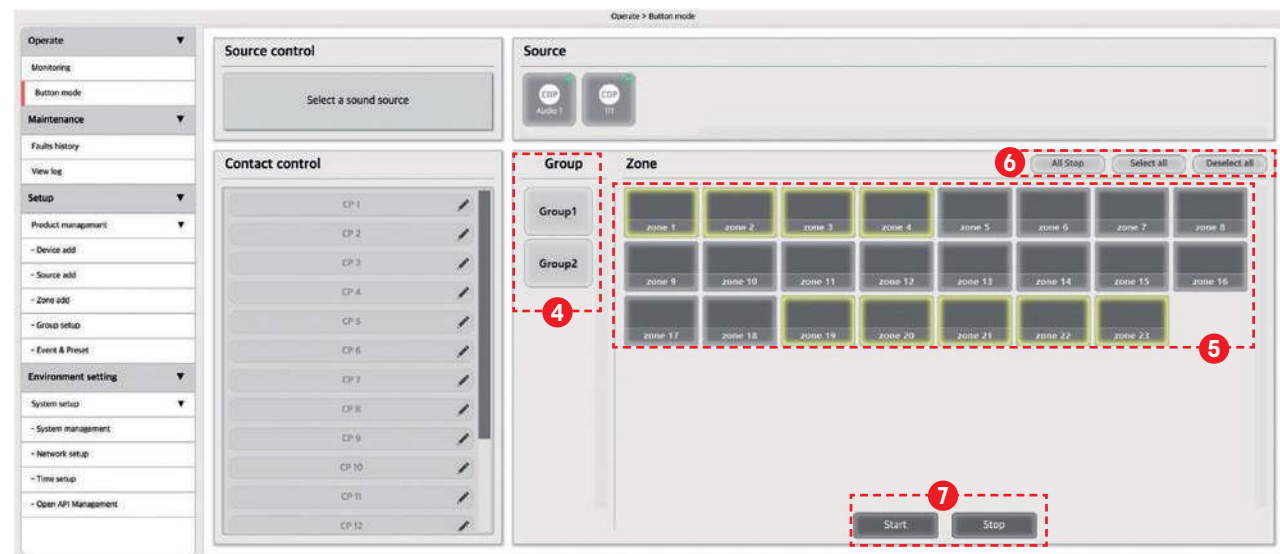 Operate > Button mode
Operate ▼
Monitoring
Button mode
Maintenance ▼
Faults history
View log
Setup ▼
Product managemant ▼
- Device add
- Source add
- Zone add
- Group setup
- Event & Preset
Environment setting ▼
System setup ▼
- System management
- Network setup
- Time setup
- Open API Management
Source control
Select a sound source
Source
CDP
Audio 1
CDP
111
Contact control
CP 1
CP 2
CP 3
CP 4
CP 5
CP 6
CP 7
CP 8
CP 9
CP 10
CP 11
CP 12
Group
Group1
Group2
4
Zone
6
All Stop
Select all
Deselect all
zone 1 zone 2 zone 3 zone 4 zone 5 zone 6 zone 7 zone 8
zone 9 zone 10 zone 11 zone 12 zone 13 zone 14 zone 15 zone 16
zone 17 zone 18 zone 19 zone 20 zone 21 zone 22 zone 23
5
7
Start
Stop